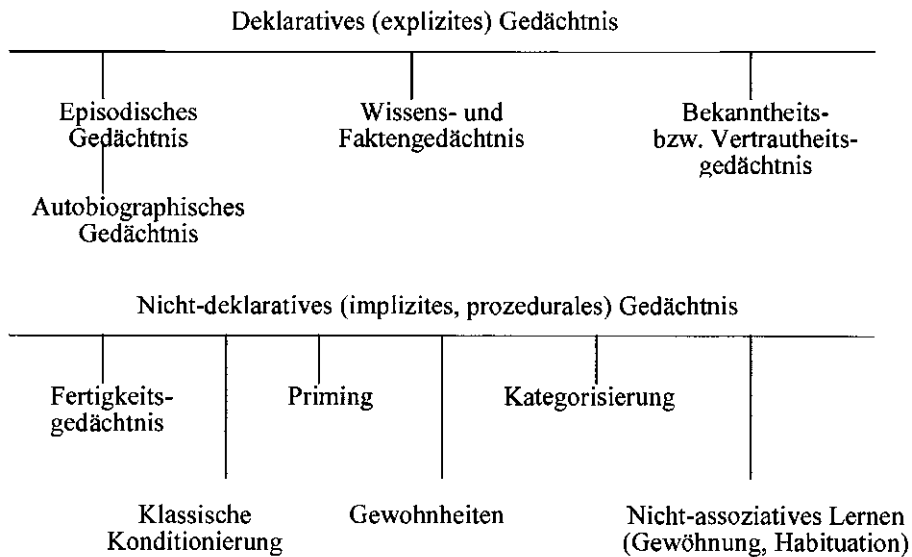 Deklaratives (explizites) Gedächtnis
Episodisches
Gedächtnis
Wissens- und
Faktengedächtnis
Bekanntheits-
bzw. Vertrautheits-
gedächtnis
Autobiographisches
Gedächtnis
Nicht-deklaratives (implizites, prozedurales) Gedächtnis
Fertigkeits-
gedächtnis
Priming
Kategorisierung
Klassische
Konditionierung
Gewohnheiten
Nicht-assoziatives Lernen
(Gewöhnung, Habituation)